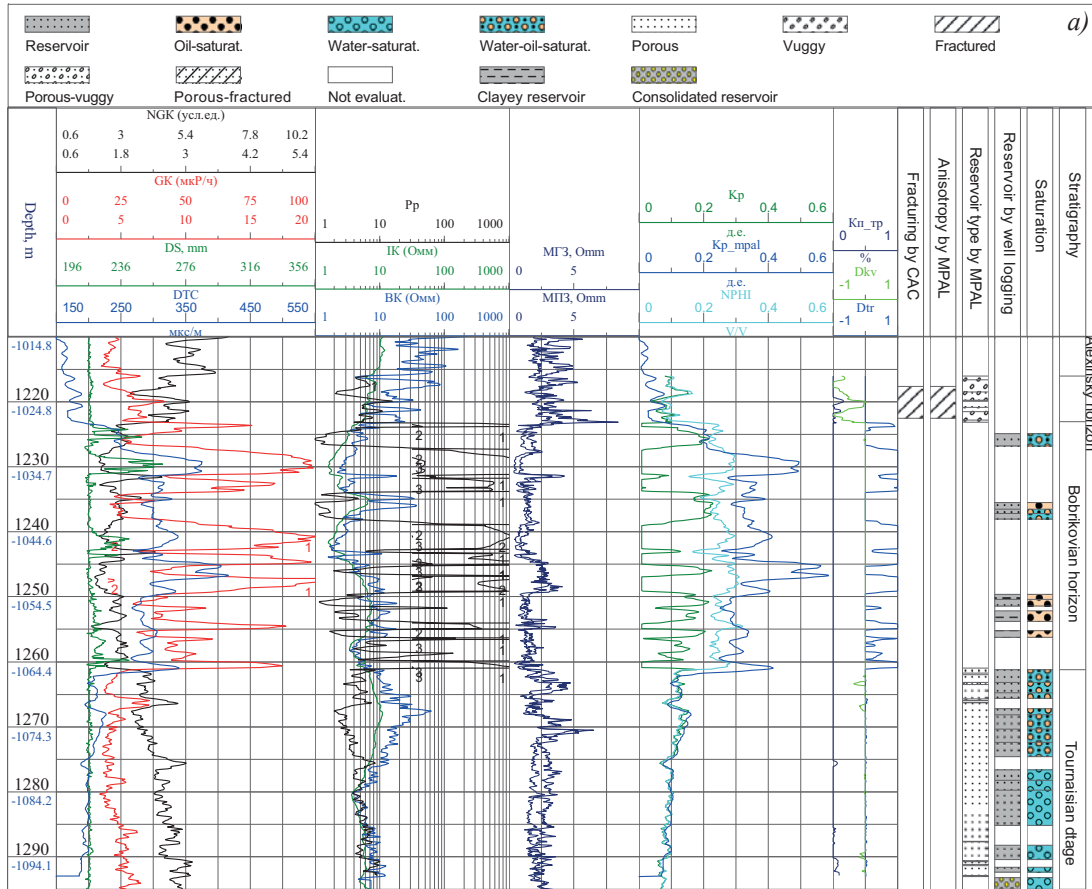 a)
Reservoir Oil-saturat. Water-saturat. Water-oil-saturat. Porous Vuggy Fractured
Porous-vuggy Porous-fractured Not evaluat. Clayey reservoir Consolidated reservoir
Depth, m
NGK (усл.ед.)
0.6 3 5.4 7.8 10.2
0.6 1.8 3 4.2 5.4
GK (мкР/ч)
0 25 50 75 100
0 5 10 15 20
DS, mm
196 236 276 316 356
DTC
150 250 350 450 550
мкс/м
Pp
1 10 100 1000
IK (Омм)
1 10 100 1000
BK (Омм)
1 10 100 1000
МГЗ, Omm
0 5
МПЗ, Omm
0 5
Kp
0 0.2 0.4 0.6
д.е.
Kp_mpal
0 0.2 0.4 0.6
д.е.
NPHI
0 0.2 0.4 0.6
V/V
Кп_тр
0 1
%
Dkv
-1 1
Dtr
-1 1
Fracturing by CAC
Anisotropy by MPAL
Reservoir type by MPAL
Reservoir by well logging
Saturation
Stratigraphy
-1014.8
1220
-1024.8
1230
-1034.7
1240
-1044.6
1250
-1054.5
1260
-1064.4
1270
-1074.3
1280
-1084.2
1290
-1094.1
Alexinsky horizon
Bobrikovian horizon
Tournaisian dtage